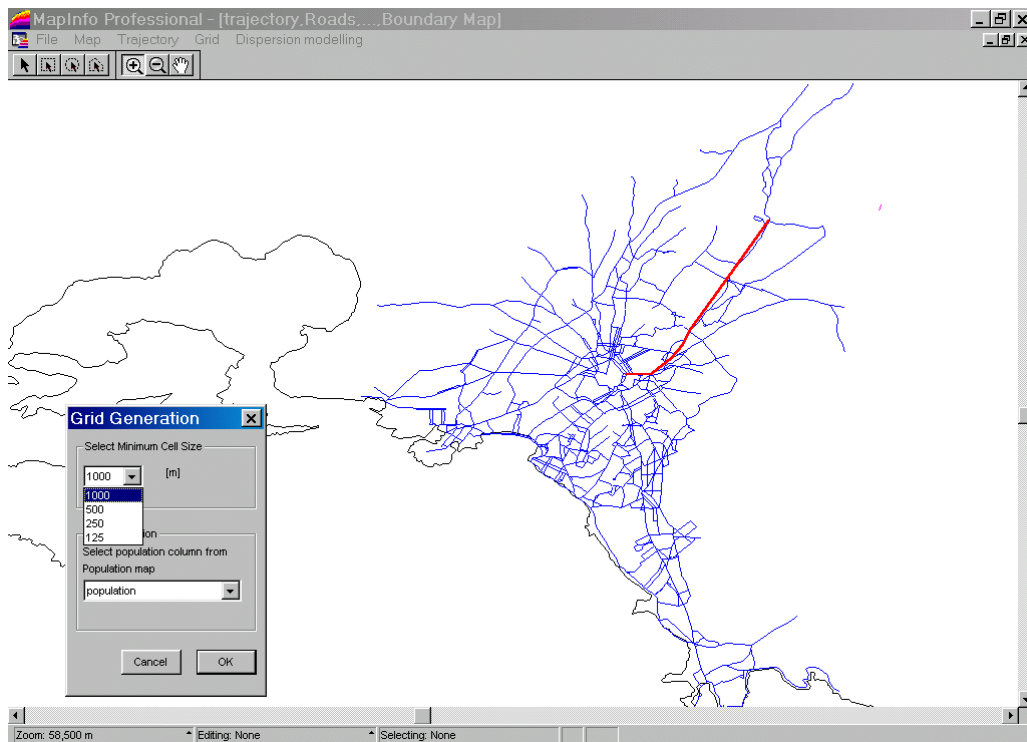 MapInfo Professional - [trajectory,Roads,....Boundary Map]
File Map Trajectory Grid Dispersion modelling
Grid Generation
Select Minimum Cell Size
1000 [m]
1000
500
250
125
Select population column from
Population map
population
Cancel OK
Zoom: 58,500 m Editing: None Selecting: None